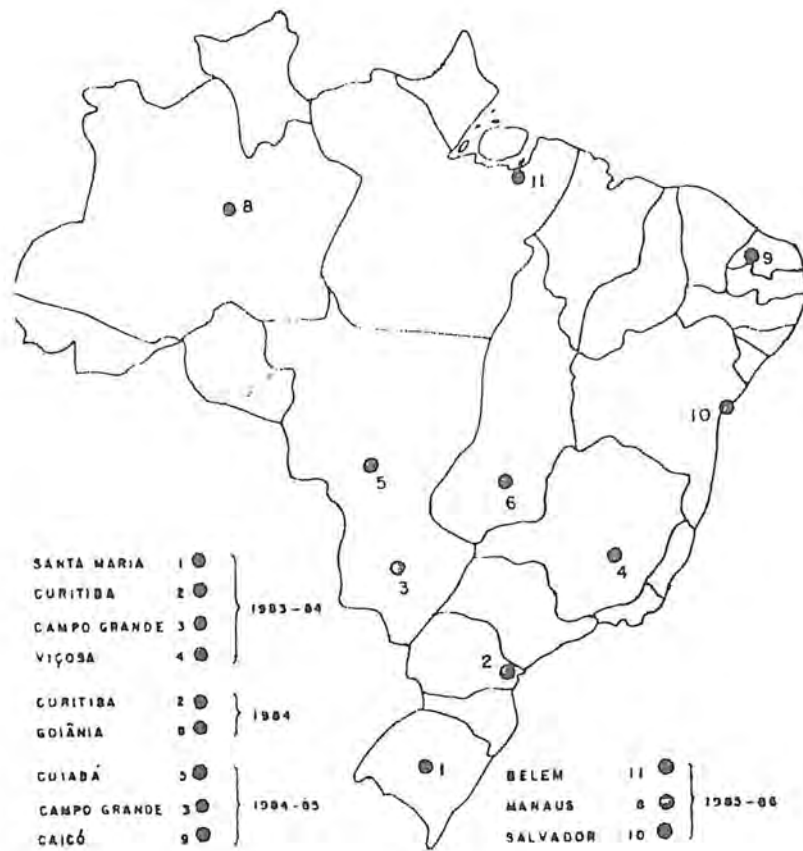 8
11
9
10
5
6
3
4
2
1
SANTA MARIA 1
CURITIBA 2
CAMPO GRANDE 3
VIÇOSA 4
1983-84
CURITIBA 2
GOIÂNIA 8
1984
CUIABÁ 5
CAMPO GRANDE 3
CAICÓ 9
1984-85
BELEM 11
MANAUS 8
SALVADOR 10
1985-86